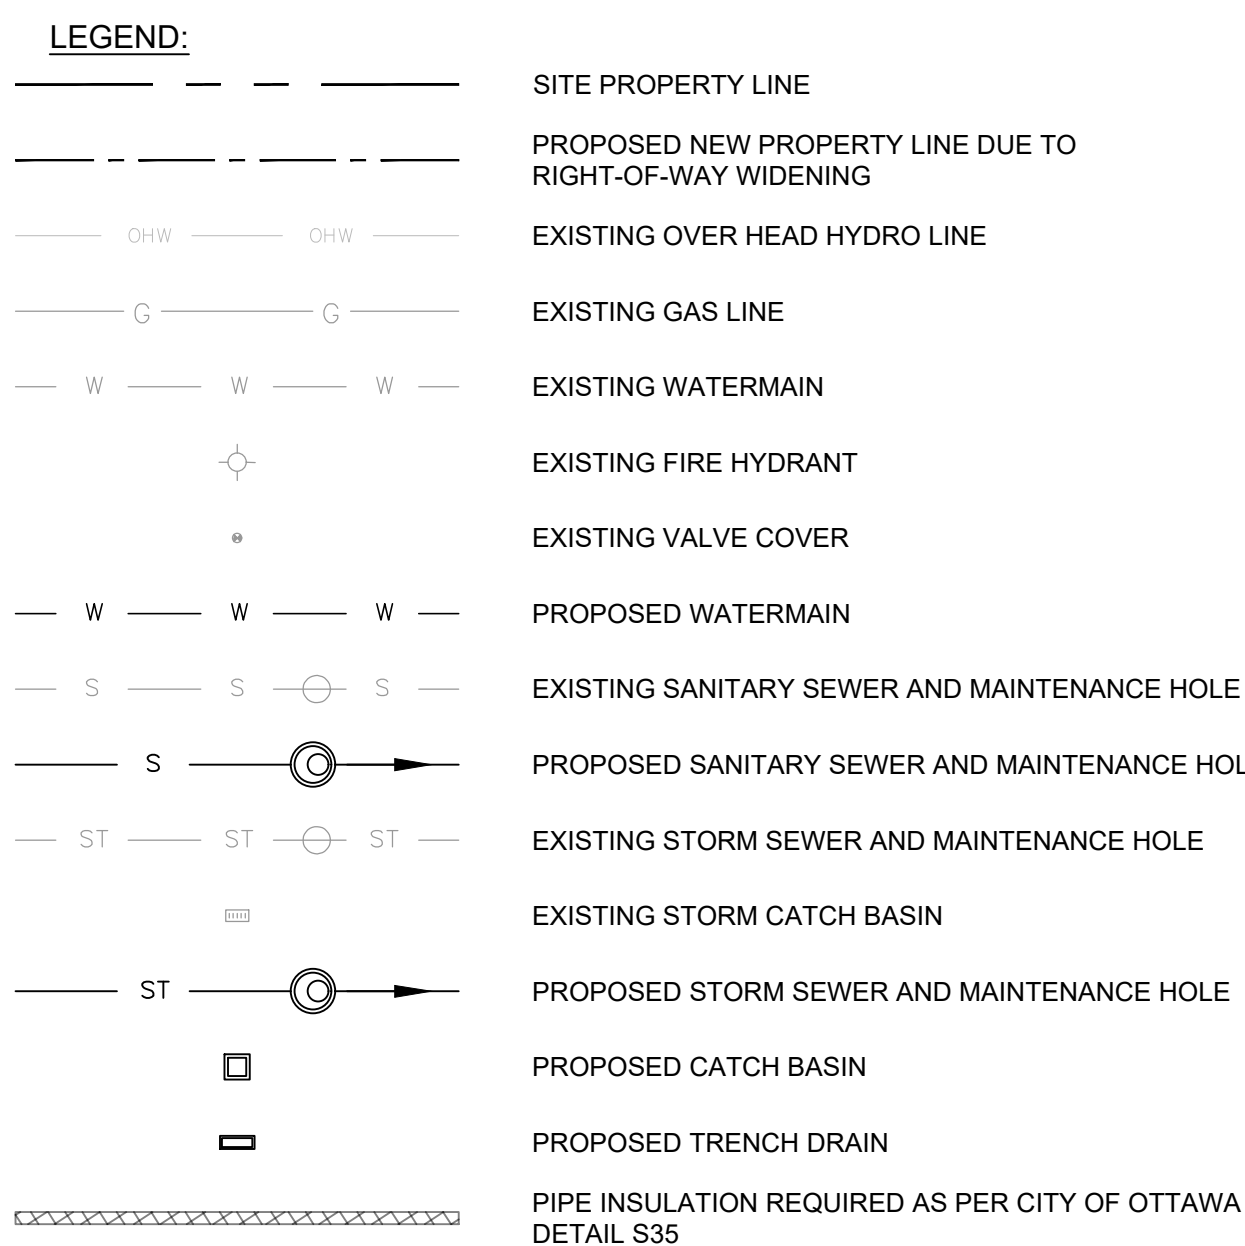 LEGEND:
SITE PROPERTY LINE
PROPOSED NEW PROPERTY LINE DUE TO
RIGHT-OF-WAY WIDENING
OHW OHW EXISTING OVER HEAD HYDRO LINE
G G EXISTING GAS LINE
W W W EXISTING WATERMAIN
EXISTING FIRE HYDRANT
EXISTING VALVE COVER
W W W PROPOSED WATERMAIN
S S S EXISTING SANITARY SEWER AND MAINTENANCE HOLE
S PROPOSED SANITARY SEWER AND MAINTENANCE HOL
ST ST ST EXISTING STORM SEWER AND MAINTENANCE HOLE
EXISTING STORM CATCH BASIN
ST PROPOSED STORM SEWER AND MAINTENANCE HOLE
PROPOSED CATCH BASIN
PROPOSED TRENCH DRAIN
PIPE INSULATION REQUIRED AS PER CITY OF OTTAWA
DETAIL S35